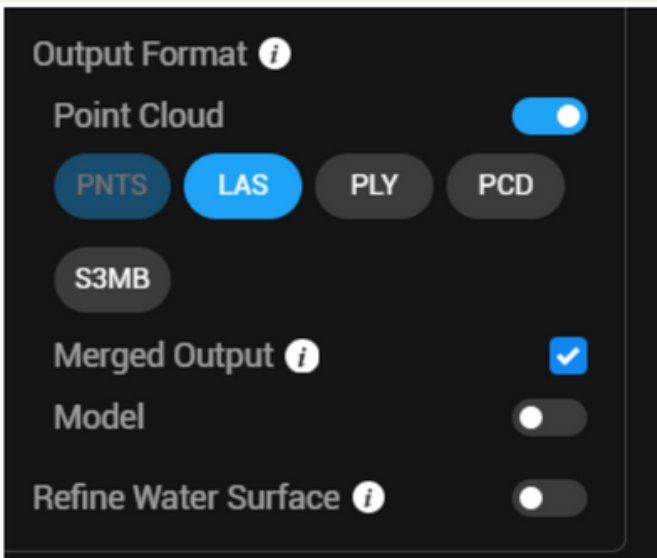 Output Format i
Point Cloud
PNTS LAS PLY PCD
S3MB
Merged Output i
Model
Refine Water Surface i